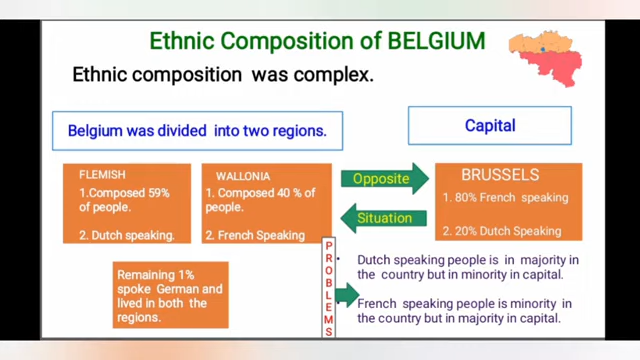 Ethnic Composition of BELGIUM
Ethnic composition was complex.
Belgium was divided into two regions.
Capital
FLEMISH
1.Composed 59%
of people.
2. Dutch speaking.
WALLONIA
1. Composed 40 % of
people.
2. French Speaking
Opposite
Situation
BRUSSELS
1. 80% French speaking
2. 20% Dutch Speaking
Remaining 1%
spoke German and
lived in both the
regions.
PROBLEMS
• Dutch speaking people is in majority in
the country but in minority in capital.
• French speaking people is minority in
the country but in majority in capital.